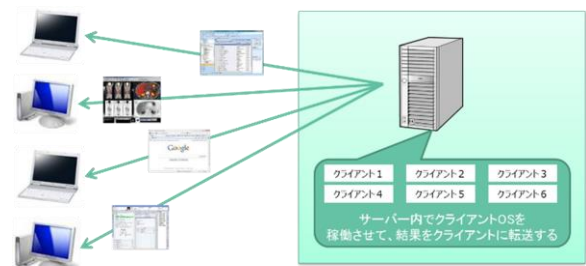 Google
クライアント1 クライアント2 クライアント3
クライアント4 クライアント5 クライアント6
サーバー内でクライアントOSを
稼働させて、結果をクライアントに転送する